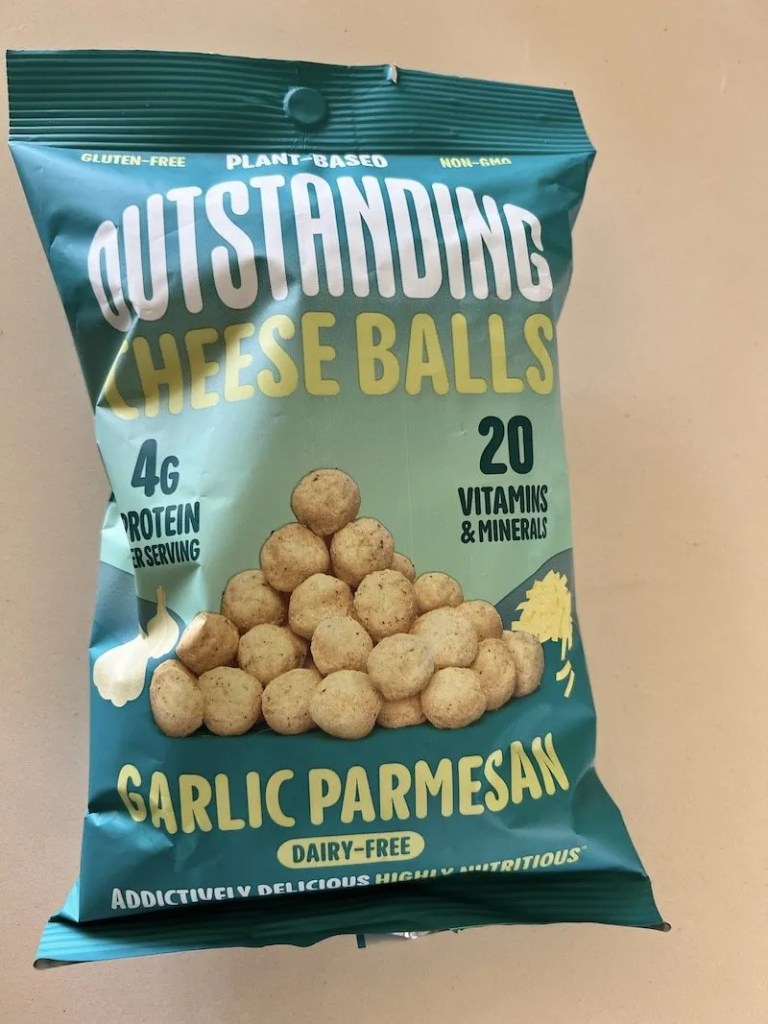 GLUTEN-FREE PLANT-BASED NON-GMO
OUTSTANDING
CHEESE BALLS
4G
PROTEIN
PER SERVING
20
VITAMINS
& MINERALS
GARLIC PARMESAN
DAIRY-FREE
ADDICTIVELY DELICIOUS HIGHLY NUTRITIOUS™